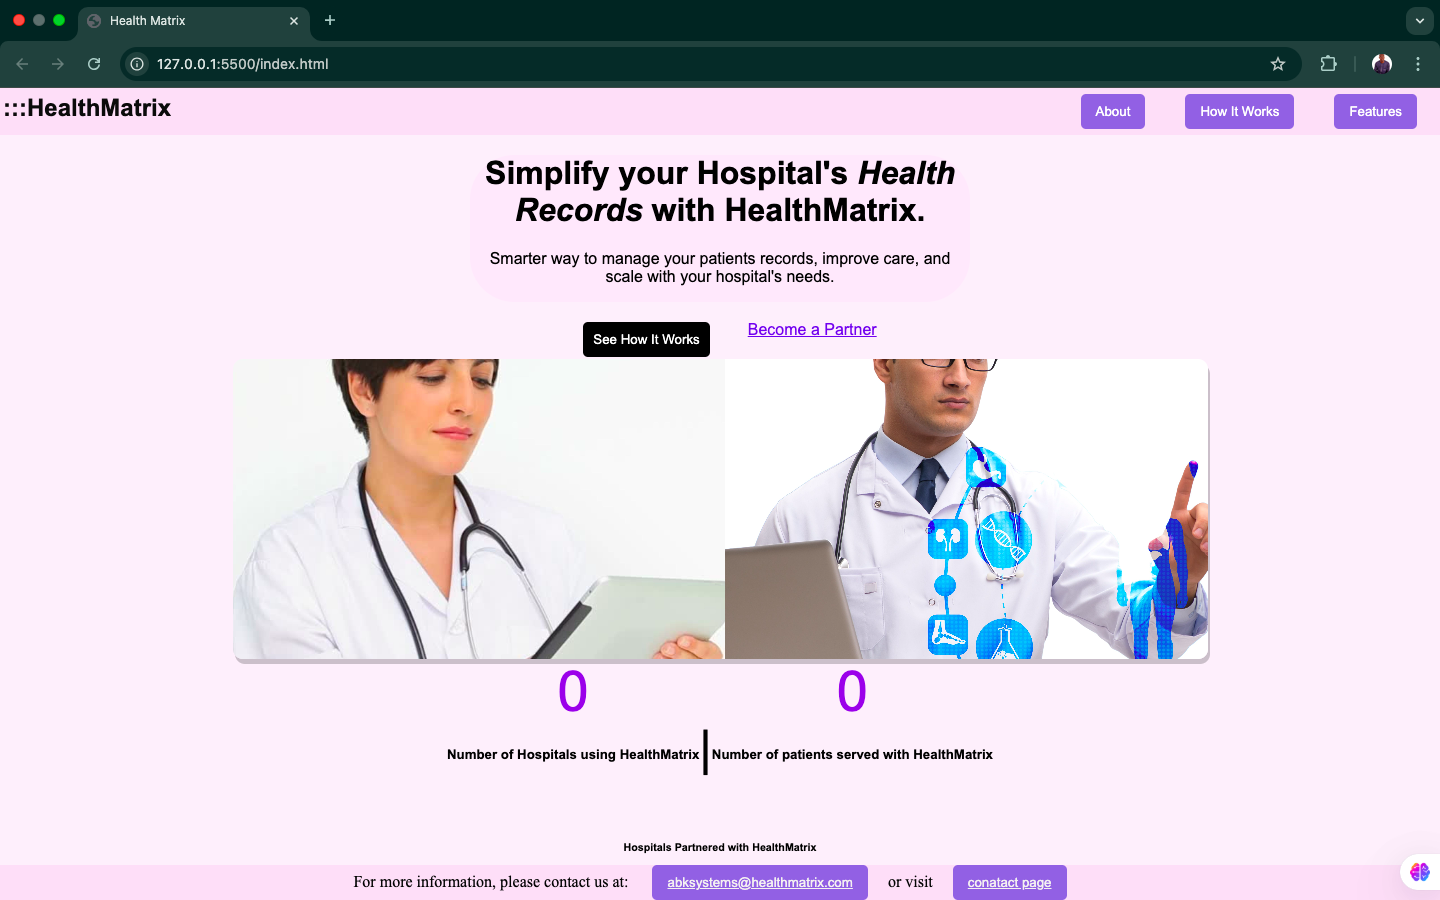 Health Matrix
127.0.0.1:5500/index.html
:::HealthMatrix
About
How It Works
Features
Simplify your Hospital's Health
Records with HealthMatrix.
Smarter way to manage your patients records, improve care, and
scale with your hospital's needs.
See How It Works
Become a Partner
0
0
Number of Hospitals using HealthMatrix
Number of patients served with HealthMatrix
Hospitals Partnered with HealthMatrix
For more information, please contact us at: abksystems@healthmatrix.com or visit conatact page